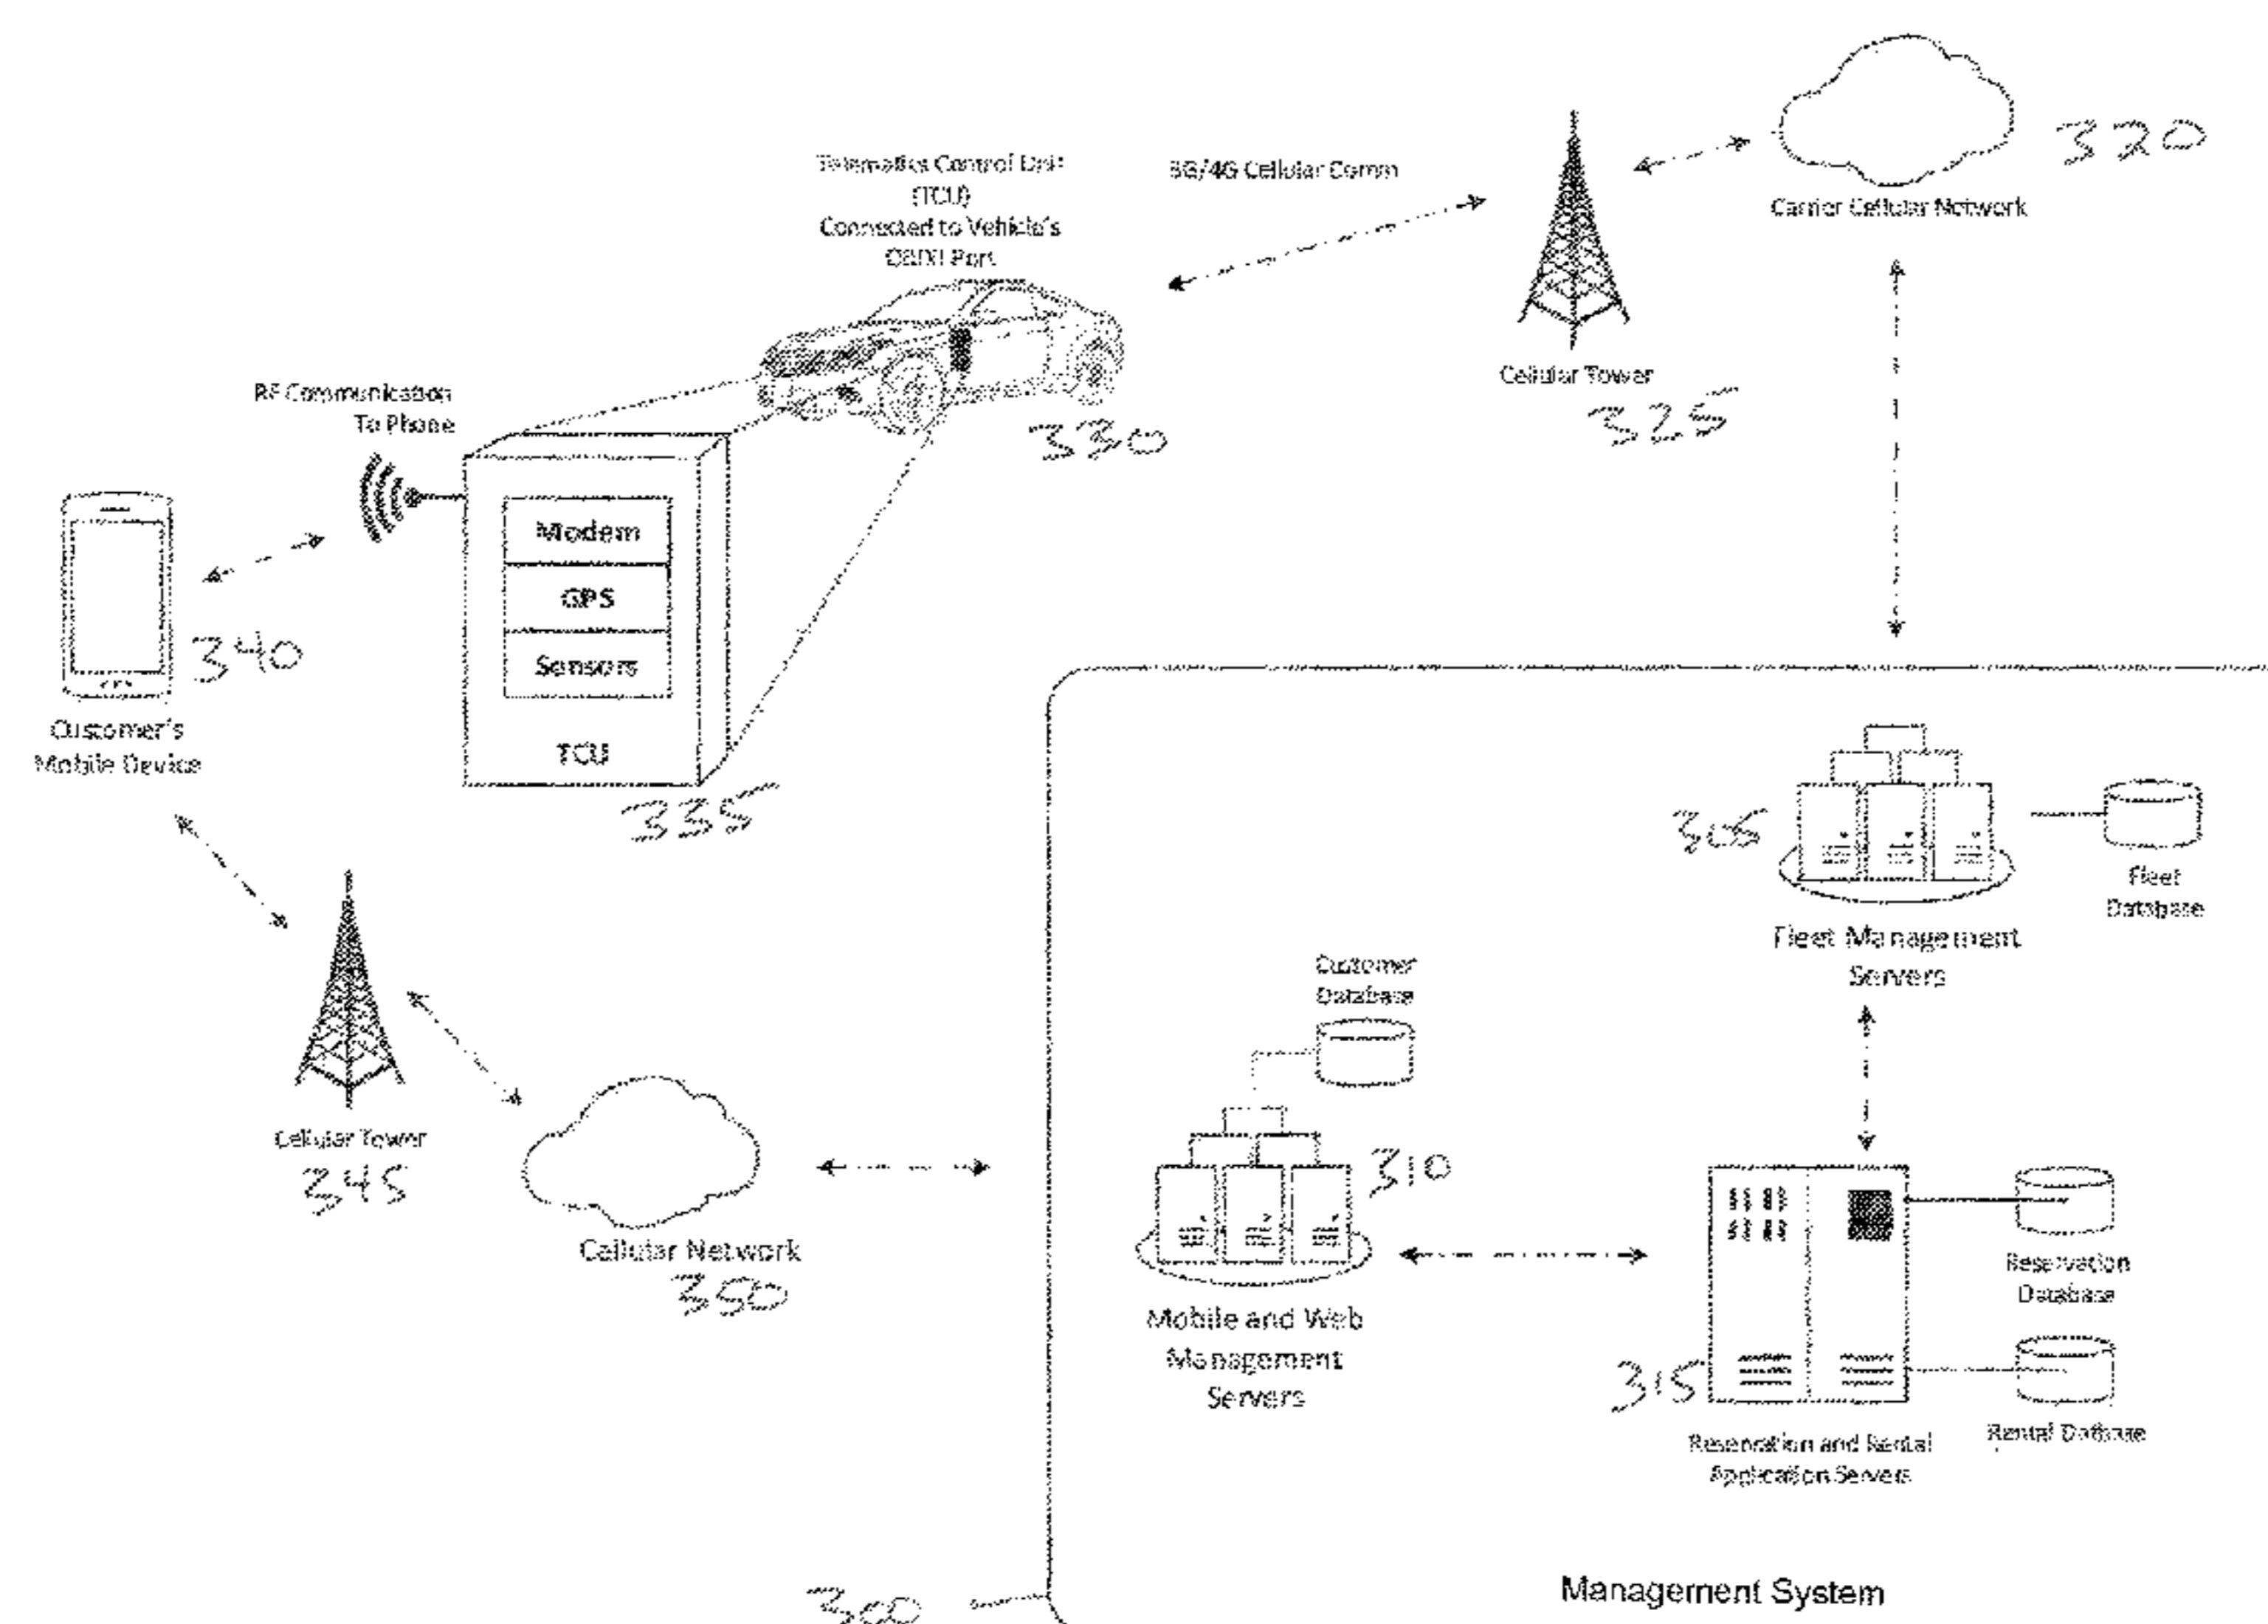 Telematics Control Unit
(TCU)
Connected to Vehicle's
OBDII Port
3G/4G Cellular Comm
320
Carrier Cellular Network
Cellular Tower
325
330
RF Communication
To Phone
Modem
GPS
Sensors
TCU
335
340
Customer's
Mobile Device
305
Fleet
Database
Fleet Management
Servers
Customer
Database
310
Mobile and Web
Management
Servers
Cellular Tower
345
Cellular Network
350
315
Reservation
Database
Rental Datbase
Reservation and Rental
Application Servers
300
Management System